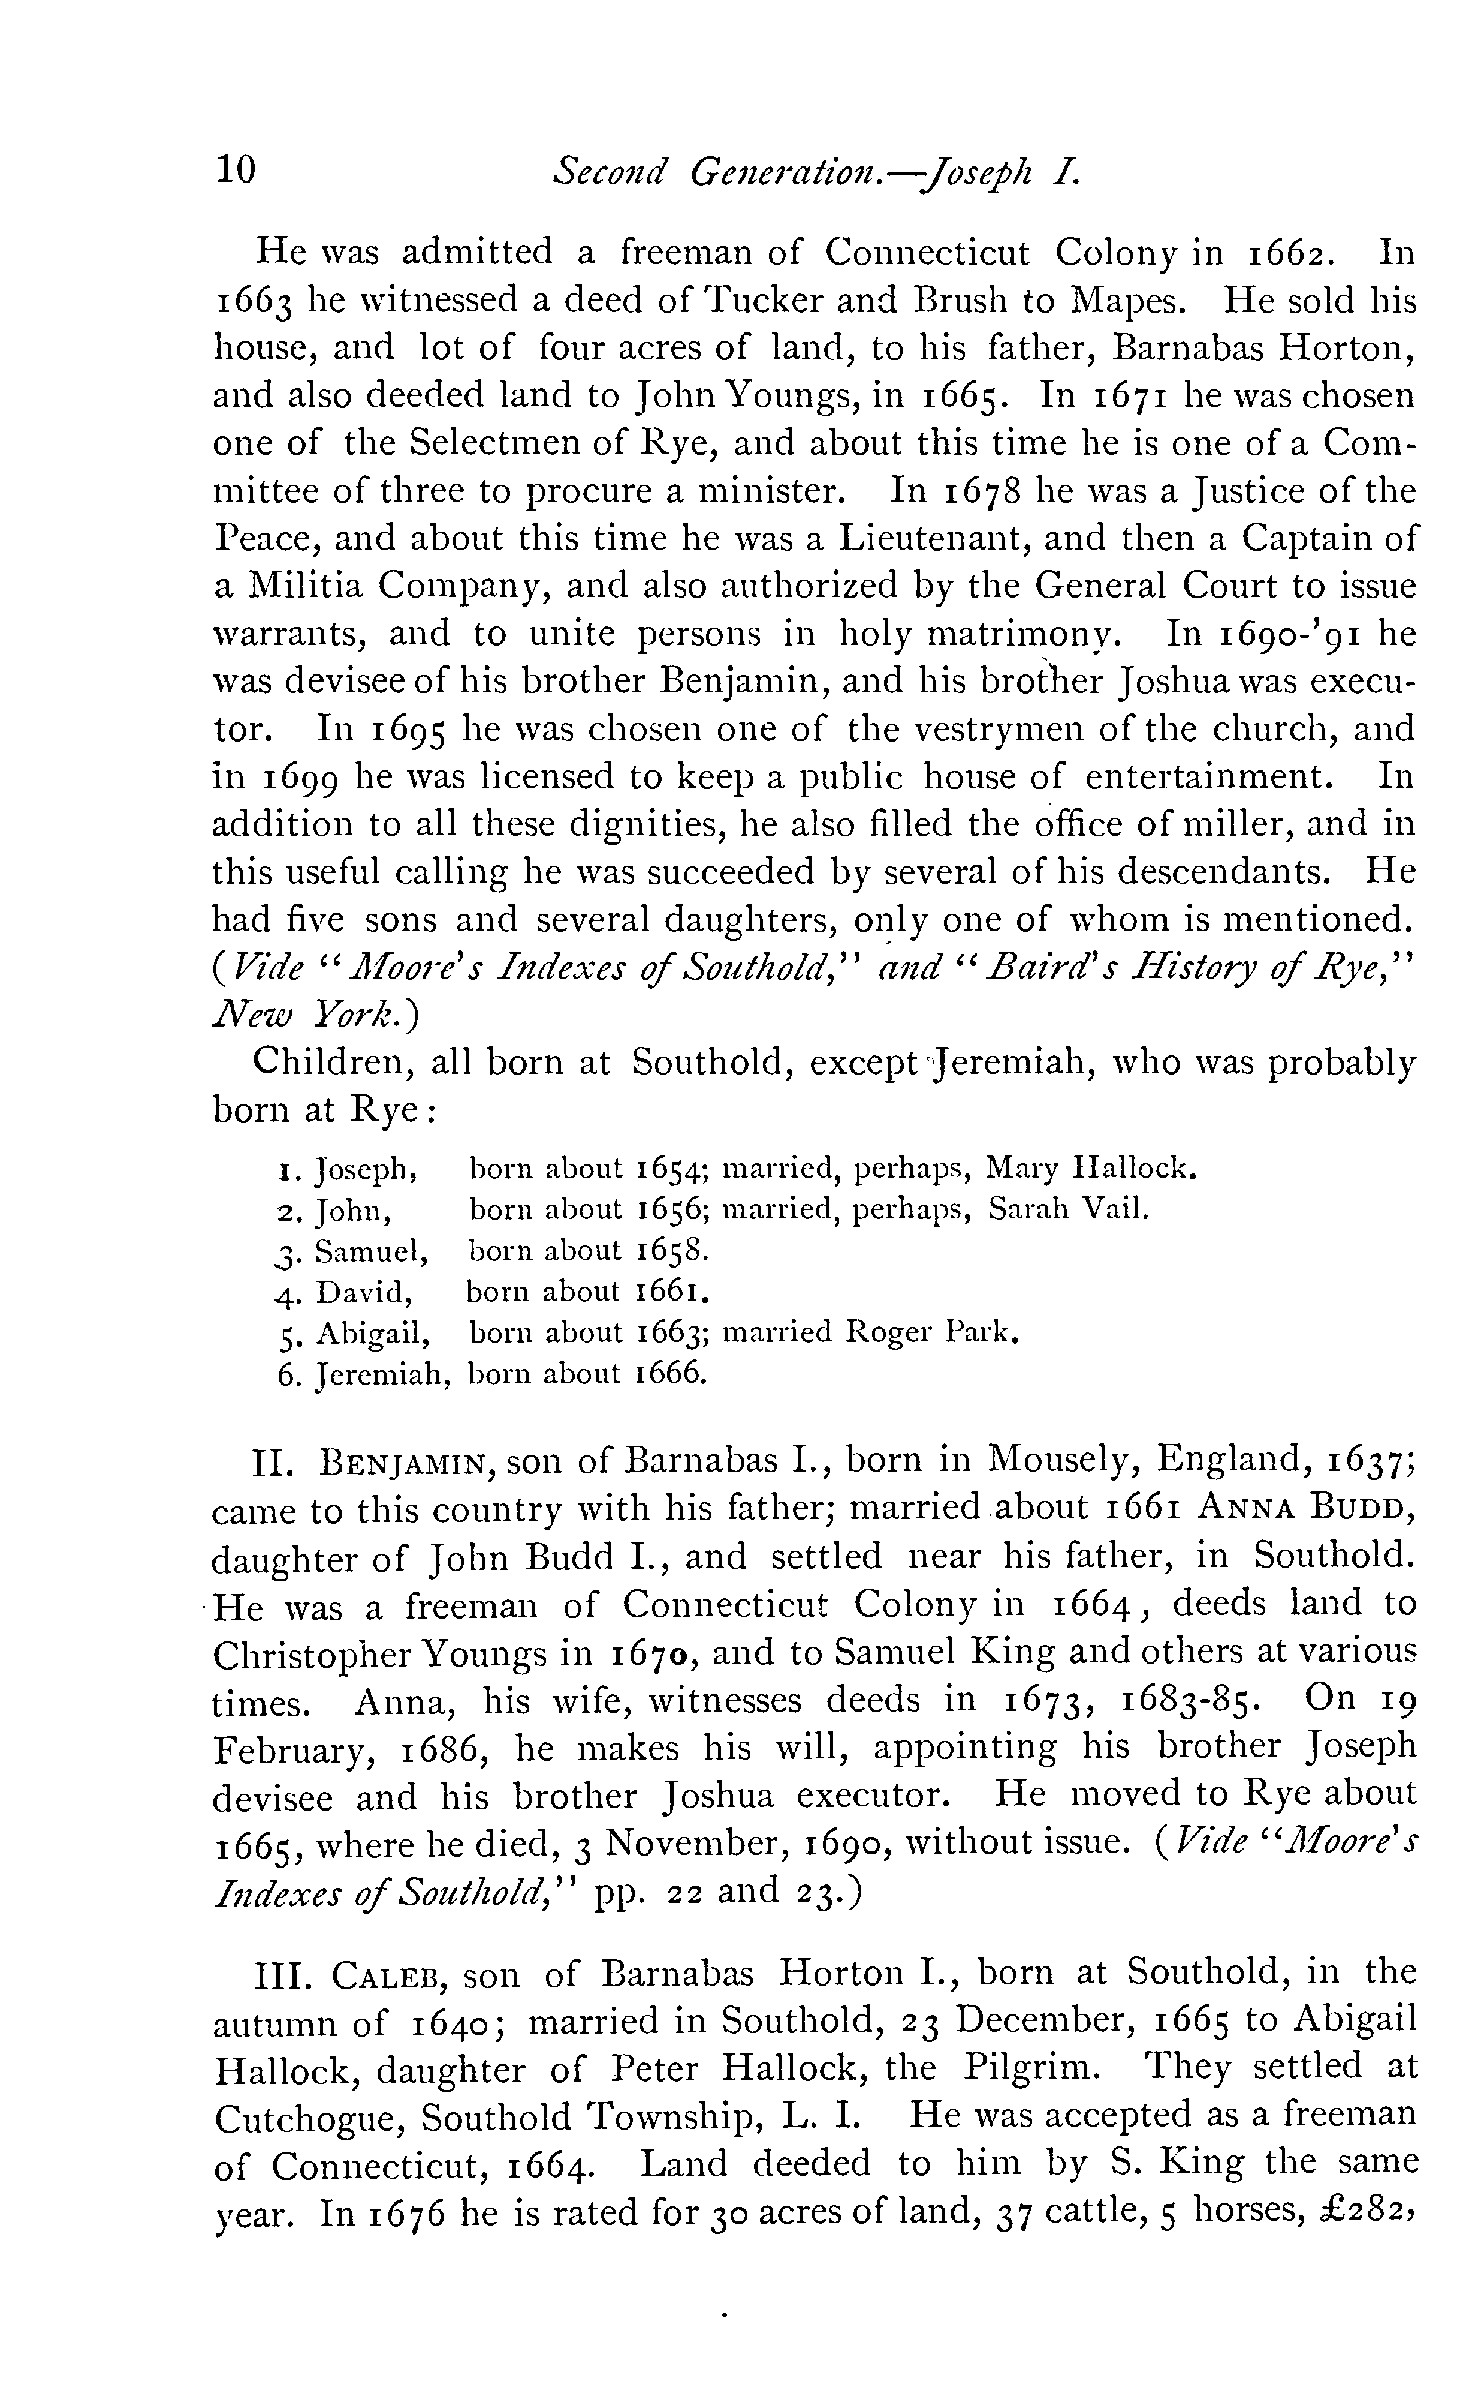 10 Second Generation.—Joseph I.
He was admitted a freeman of Connecticut Colony in 1662. In
1663 he witnessed a deed of Tucker and Brush to Mapes. He sold his
house, and lot of four acres of land, to his father, Barnabas Horton,
and also deeded land to John Youngs, in 1665. In 1671 he was chosen
one of the Selectmen of Rye, and about this time he is one of a Com-
mittee of three to procure a minister. In 1678 he was a Justice of the
Peace, and about this time he was a Lieutenant, and then a Captain of
a Militia Company, and also authorized by the General Court to issue
warrants, and to unite persons in holy matrimony. In 1690-'91 he
was devisee of his brother Benjamin, and his brother Joshua was execu-
tor. In 1695 he was chosen one of the vestrymen of the church, and
in 1699 he was licensed to keep a public house of entertainment. In
addition to all these dignities, he also filled the office of miller, and in
this useful calling he was succeeded by several of his descendants. He
had five sons and several daughters, only one of whom is mentioned.
(Vide "Moore's Indexes of Southold," and "Baird's History of Rye,"
New York.)
Children, all born at Southold, except Jeremiah, who was probably
born at Rye:
1. Joseph, born about 1654; married, perhaps, Mary Hallock.
2. John, born about 1656; married, perhaps, Sarah Vail.
3. Samuel, born about 1658.
4. David, born about 1661.
5. Abigail, born about 1663; married Roger Park.
6. Jeremiah, born about 1666.
II. BENJAMIN, son of Barnabas I., born in Mousely, England, 1637;
came to this country with his father; married about 1661 ANNA BUDD,
daughter of John Budd I., and settled near his father, in Southold.
He was a freeman of Connecticut Colony in 1664, deeds land to
Christopher Youngs in 1670, and to Samuel King and others at various
times. Anna, his wife, witnesses deeds in 1673, 1683-85. On 19
February, 1686, he makes his will, appointing his brother Joseph
devisee and his brother Joshua executor. He moved to Rye about
1665, where he died, 3 November, 1690, without issue. (Vide "Moore's
Indexes of Southold," pp. 22 and 23.)
III. CALEB, son of Barnabas Horton I., born at Southold, in the
autumn of 1640; married in Southold, 23 December, 1665 to Abigail
Hallock, daughter of Peter Hallock, the Pilgrim. They settled at
Cutchogue, Southold Township, L. I. He was accepted as a freeman
of Connecticut, 1664. Land deeded to him by S. King the same
year. In 1676 he is rated for 30 acres of land, 37 cattle, 5 horses, £282,